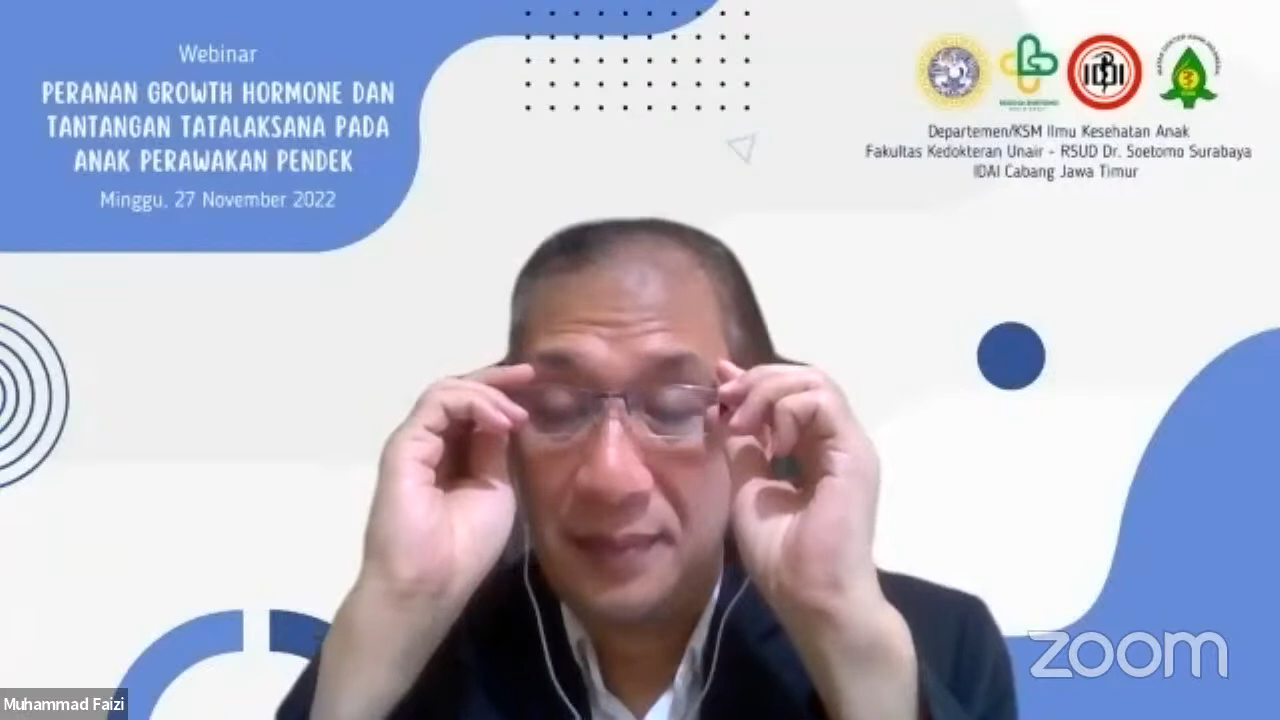 Webinar
PERANAN GROWTH HORMONE DAN
TANTANGAN TATALAKSANA PADA
ANAK PERAWAKAN PENDEK
Minggu, 27 November 2022
IDI
Departemen/KSM Ilmu Kesehatan Anak
Fakultas Kedokteran Unair - RSUD Dr. Soetomo Surabaya
IDAI Cabang Jawa Timur
zoom
Muhammad Faizi